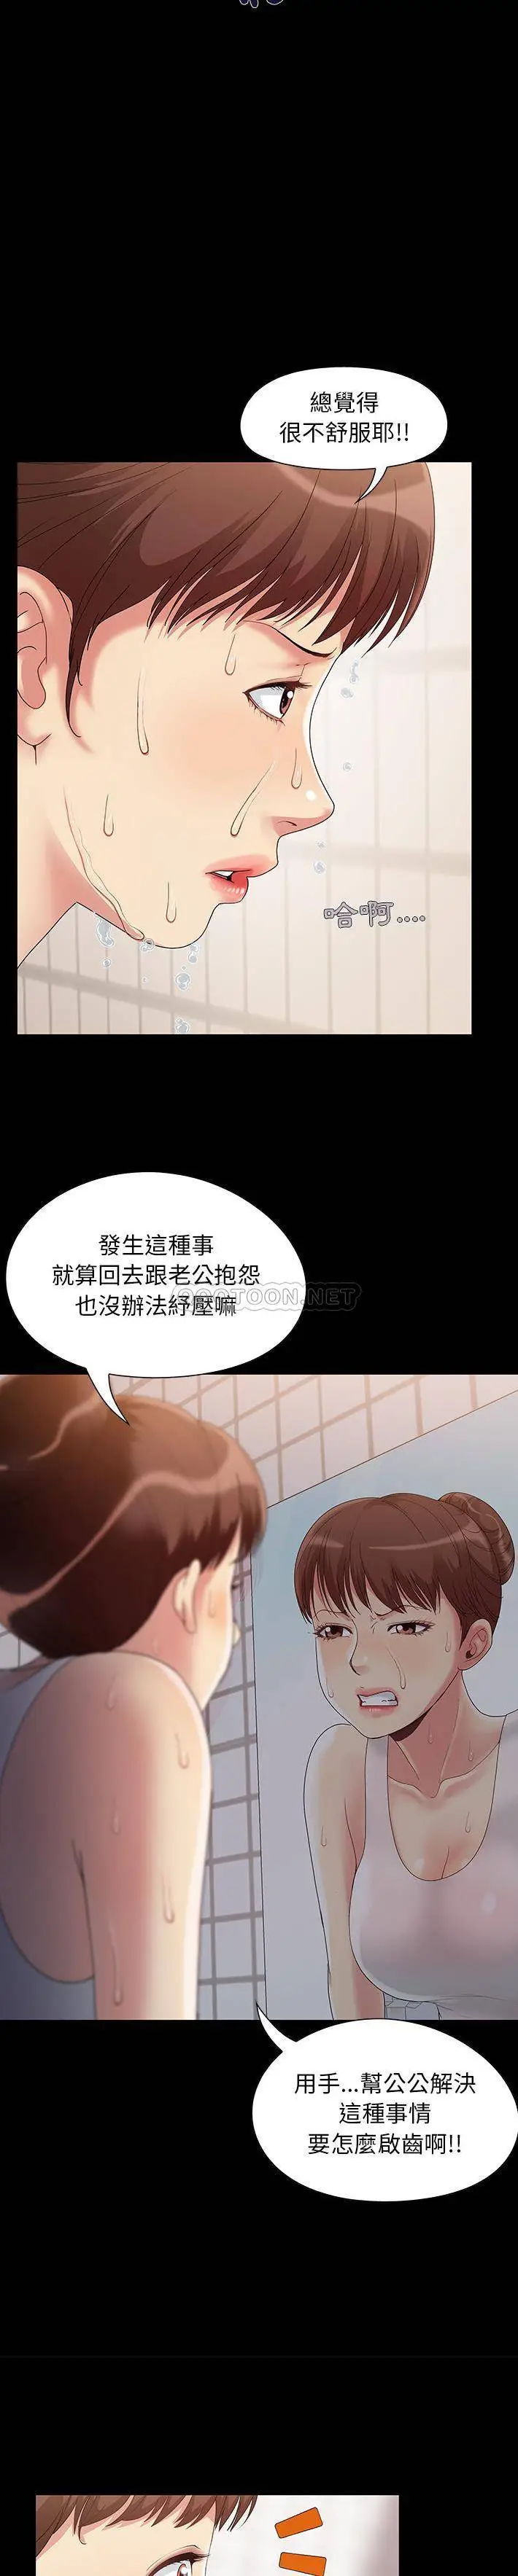 總覺得
很不舒服耶!!
哈啊....
發生這種事
就算回去跟老公抱怨
也沒辦法紓壓嘛
TOON.NET
用手...幫公公解決
這種事情
要怎麼啟齒啊!!